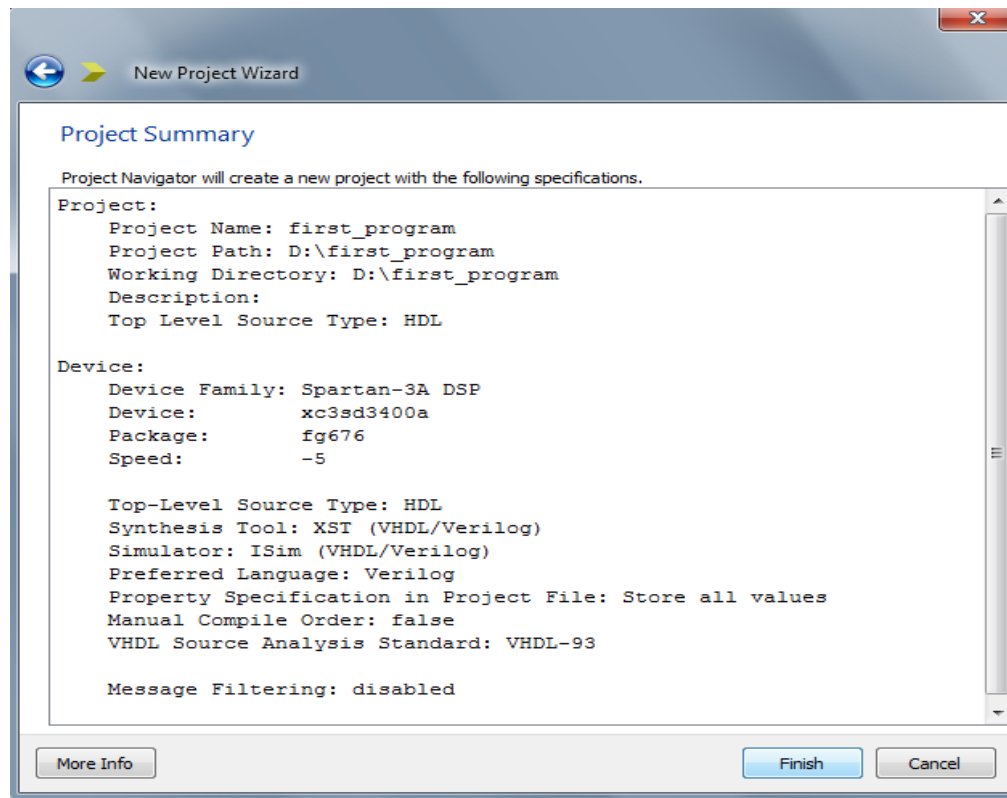 New Project Wizard
Project Summary
Project Navigator will create a new project with the following specifications.
Project:
Project Name: first_program
Project Path: D:\first_program
Working Directory: D:\first_program
Description:
Top Level Source Type: HDL
Device:
Device Family: Spartan-3A DSP
Device: xc3sd3400a
Package: fg676
Speed: -5
Top-Level Source Type: HDL
Synthesis Tool: XST (VHDL/Verilog)
Simulator: ISim (VHDL/Verilog)
Preferred Language: Verilog
Property Specification in Project File: Store all values
Manual Compile Order: false
VHDL Source Analysis Standard: VHDL-93
Message Filtering: disabled
More Info
Finish
Cancel